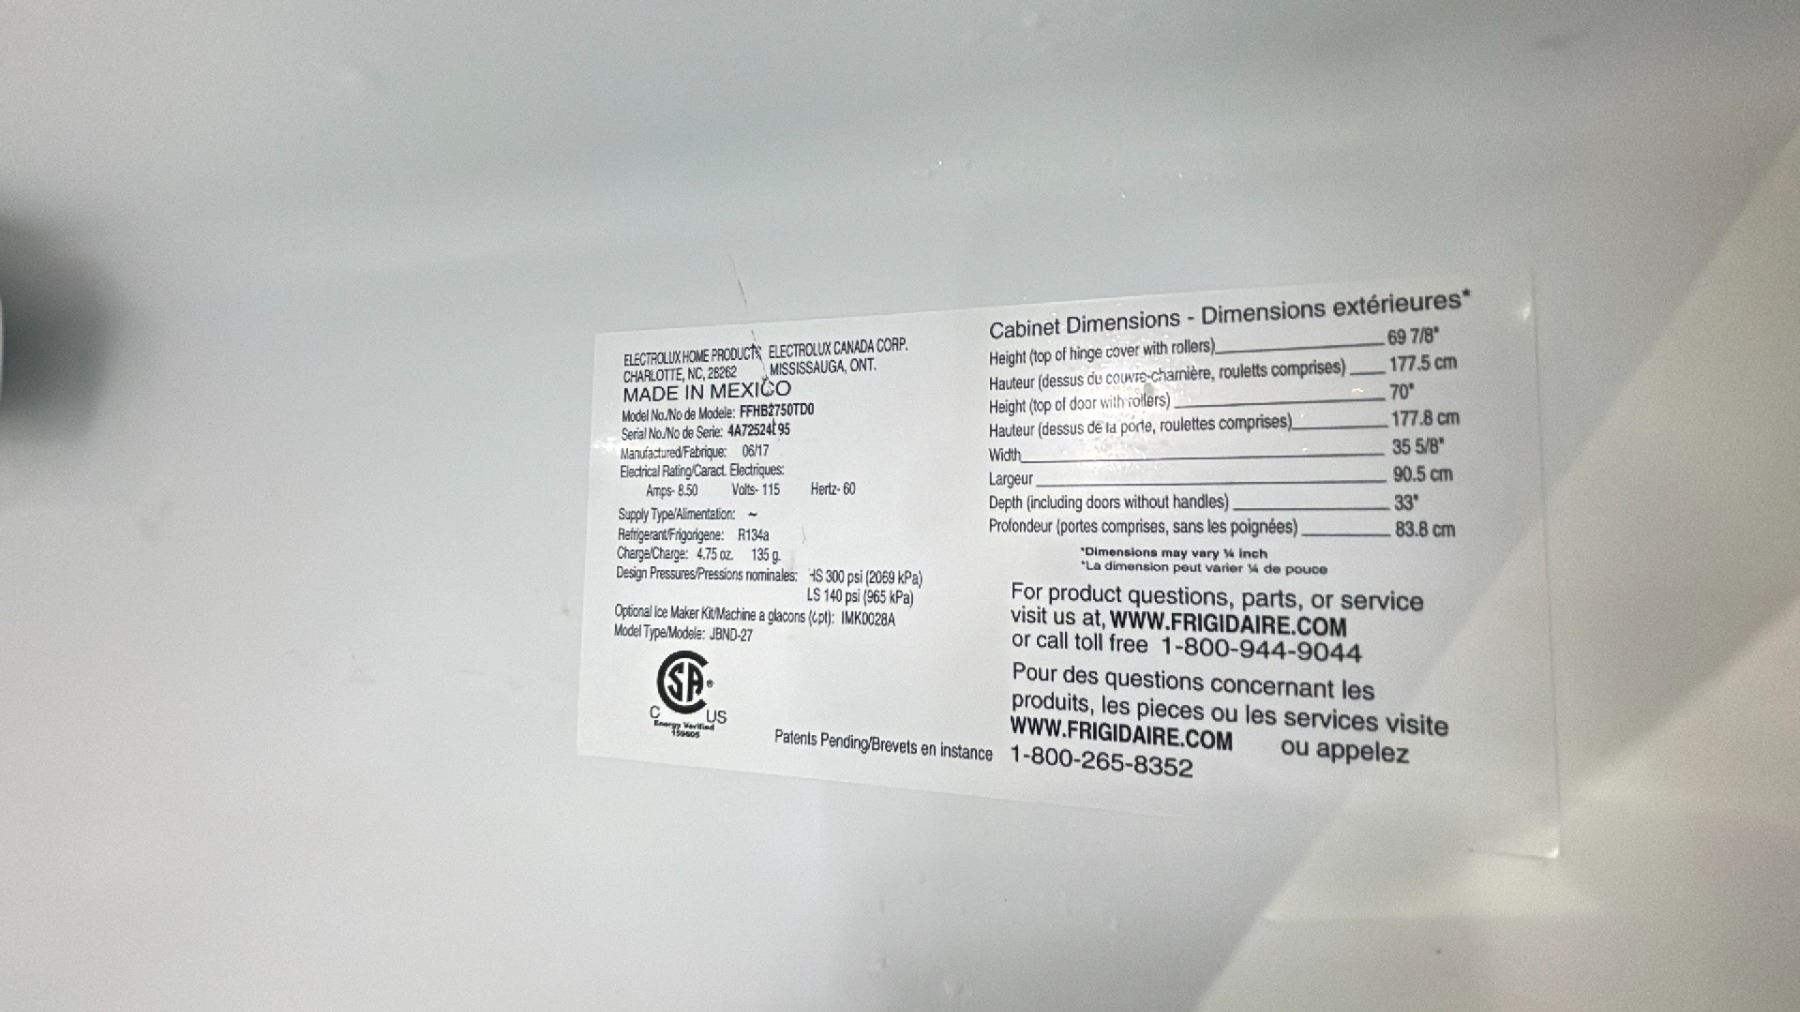 ELECTROLUX HOME PRODUCTS ELECTROLUX CANADA CORP.
CHARLOTTE, NC, 28262 MISSISSAUGA, ONT.
MADE IN MEXICO
Model No./No de Modele: FFHB2750TD0
Serial No./No de Serie:
Manufactured/Fabrique: 06/17
Electrical Rating/Caract. Electriques:
Amps- 8.50 Volts- 115 Hertz- 60
Supply Type/Alimentation: ~
Refrigerant/Frigorigene: R134a
Charge/Charge: 4.75 oz. 135 g.
Design Pressures/Pressions nominales: HS 300 psi (2069 kPa)
LS 140 psi (965 kPa)
Optional Ice Maker Kit/Machine a glacons (opt): IMK0028A
Model Type/Modele: JBND-27
SA®
C US
Energy Verified
Patents Pending/Brevets en instance
Cabinet Dimensions - Dimensions extérieures*
Height (top of hinge cover with rollers) 69 7/8"
Hauteur (dessus du couvre-charnière, rouletts comprises) 177.5 cm
Height (top of door with rollers) 70"
Hauteur (dessus de la porte, roulettes comprises) 177.8 cm
Width 35 5/8"
Largeur 90.5 cm
Depth (including doors without handles) 33"
Profondeur (portes comprises, sans les poignées) 83.8 cm
*Dimensions may vary ¼ inch
*La dimension peut varier ¼ de pouce
For product questions, parts, or service
visit us at, WWW.FRIGIDAIRE.COM
or call toll free 1-800-944-9044
Pour des questions concernant les
produits, les pieces ou les services visite
WWW.FRIGIDAIRE.COM ou appelez
1-800-265-8352